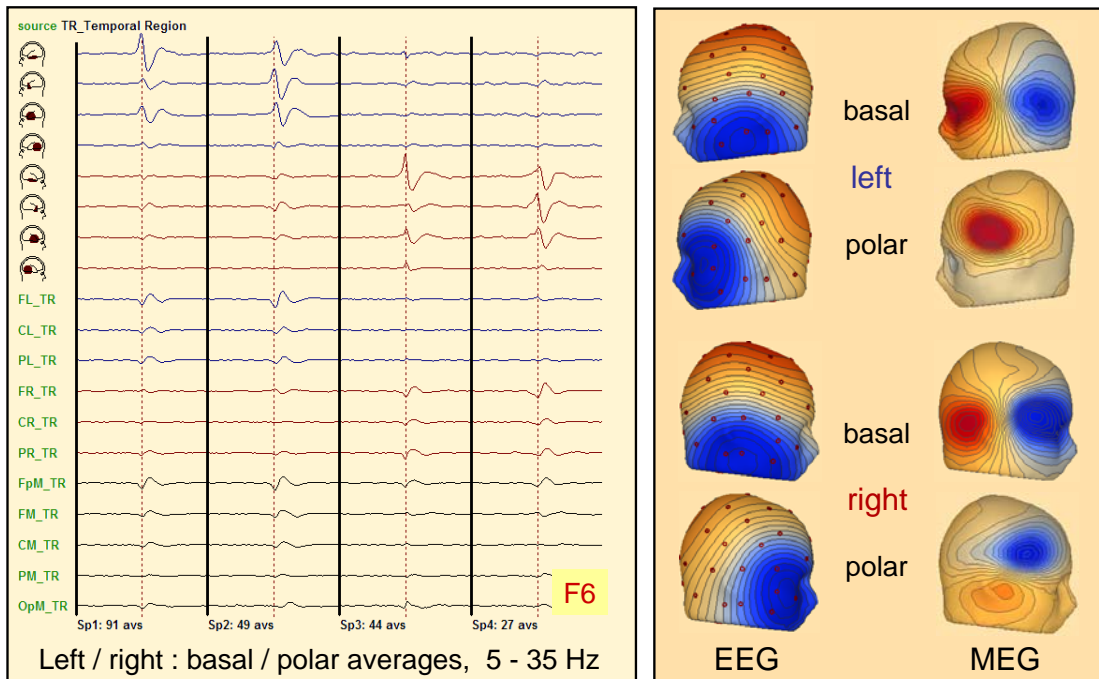 source TR_Temporal Region
FL_TR
CL_TR
PL_TR
FR_TR
CR_TR
PR_TR
FpM_TR
FM_TR
CM_TR
PM_TR
OpM_TR
F6
Sp1: 91 avs Sp2: 49 avs Sp3: 44 avs Sp4: 27 avs
Left / right : basal / polar averages, 5 - 35 Hz
basal
left
polar
basal
right
polar
EEG MEG